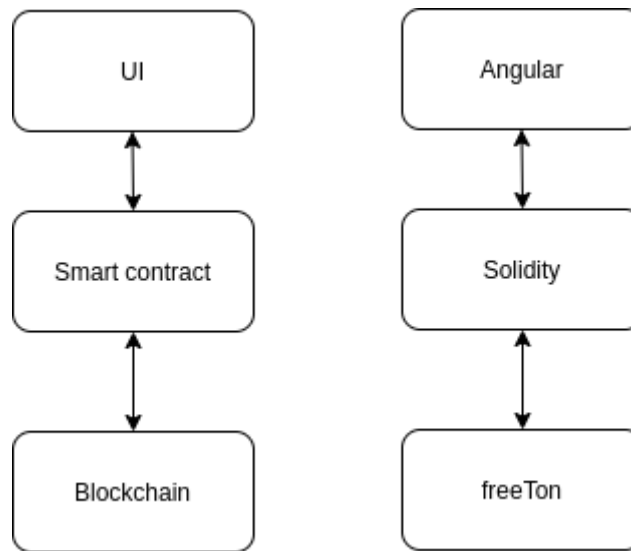 UI
Angular
Smart contract
Solidity
Blockchain
freeTon